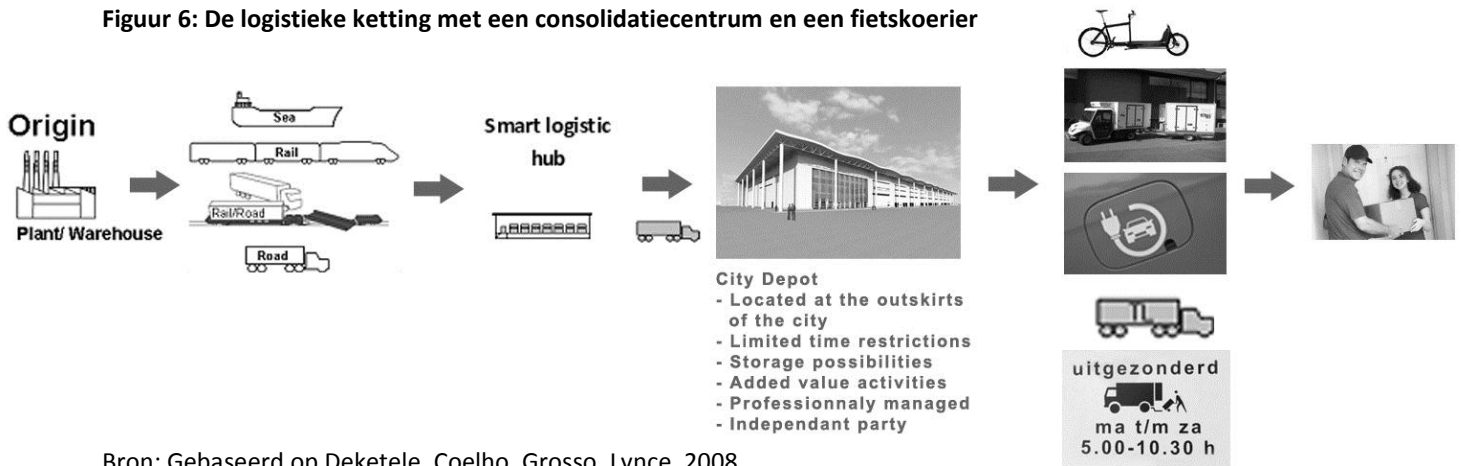 Figuur 6: De logistieke ketting met een consolidatiecentrum en een fietskoerier
Origin
Plant/ Warehouse
Sea
Rail
Rail/Road
Road
Smart logistic
hub
City Depot
- Located at the outskirts
of the city
- Limited time restrictions
- Storage possibilities
- Added value activities
- Professionnaly managed
- Independant party
uitgezonderd
ma t/m za
5.00-10.30 h
Bron: Gebaseerd op Deketele, Coelho, Grosso, Lynce, 2008